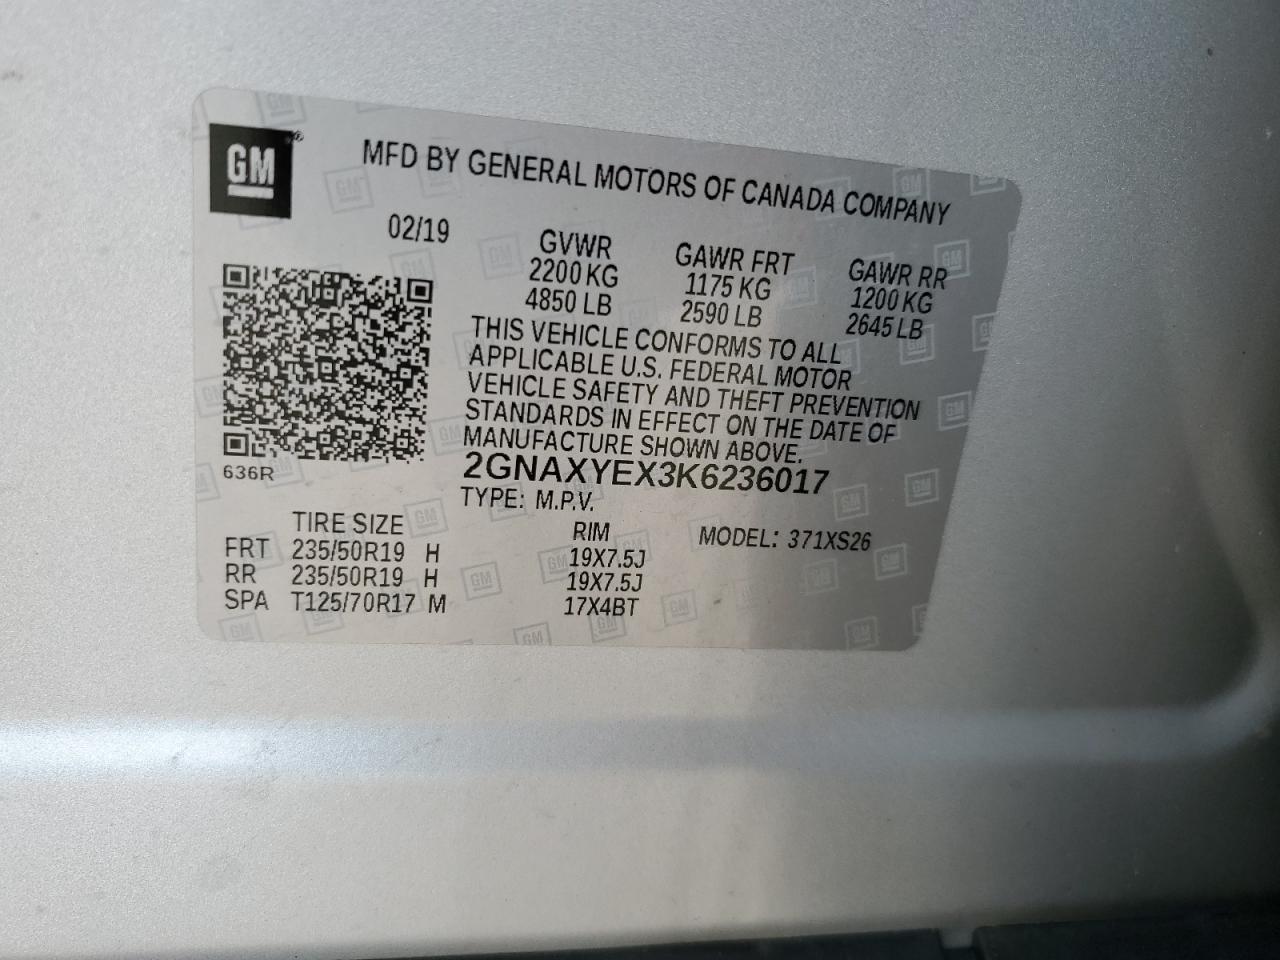 GM
MFD BY GENERAL MOTORS OF CANADA COMPANY
02/19
GVWR GAWR FRT GAWR RR
2200 KG 1175 KG 1200 KG
4850 LB 2590 LB 2645 LB
THIS VEHICLE CONFORMS TO ALL
APPLICABLE U.S. FEDERAL MOTOR
VEHICLE SAFETY AND THEFT PREVENTION
STANDARDS IN EFFECT ON THE DATE OF
MANUFACTURE SHOWN ABOVE.
636R
2GNAXYEX3K6236017
TYPE: M.P.V.
TIRE SIZE RIM MODEL: 371XS26
FRT 235/50R19 H 19X7.5J
RR 235/50R19 H 19X7.5J
SPA T125/70R17 M 17X4BT